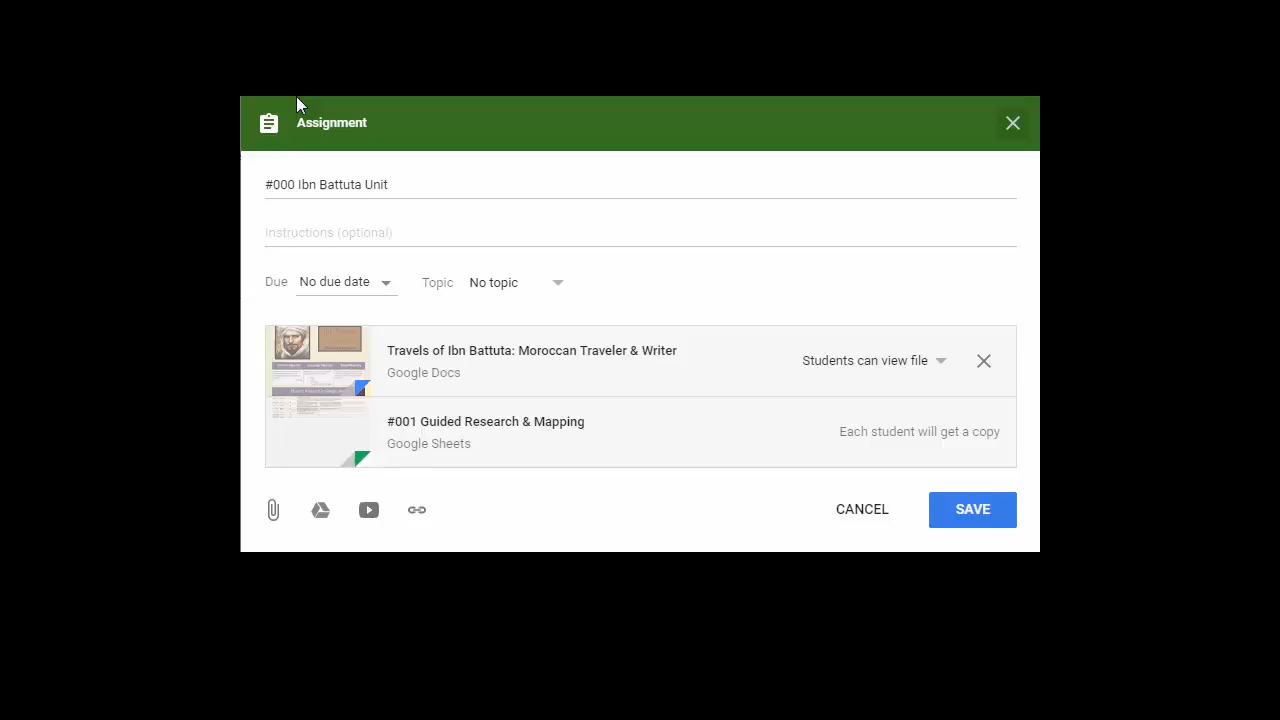 Assignment
#000 Ibn Battuta Unit
Instructions (optional)
Due No due date Topic No topic
Travels of Ibn Battuta: Moroccan Traveler & Writer
Google Docs
Students can view file
#001 Guided Research & Mapping
Google Sheets
Each student will get a copy
CANCEL SAVE